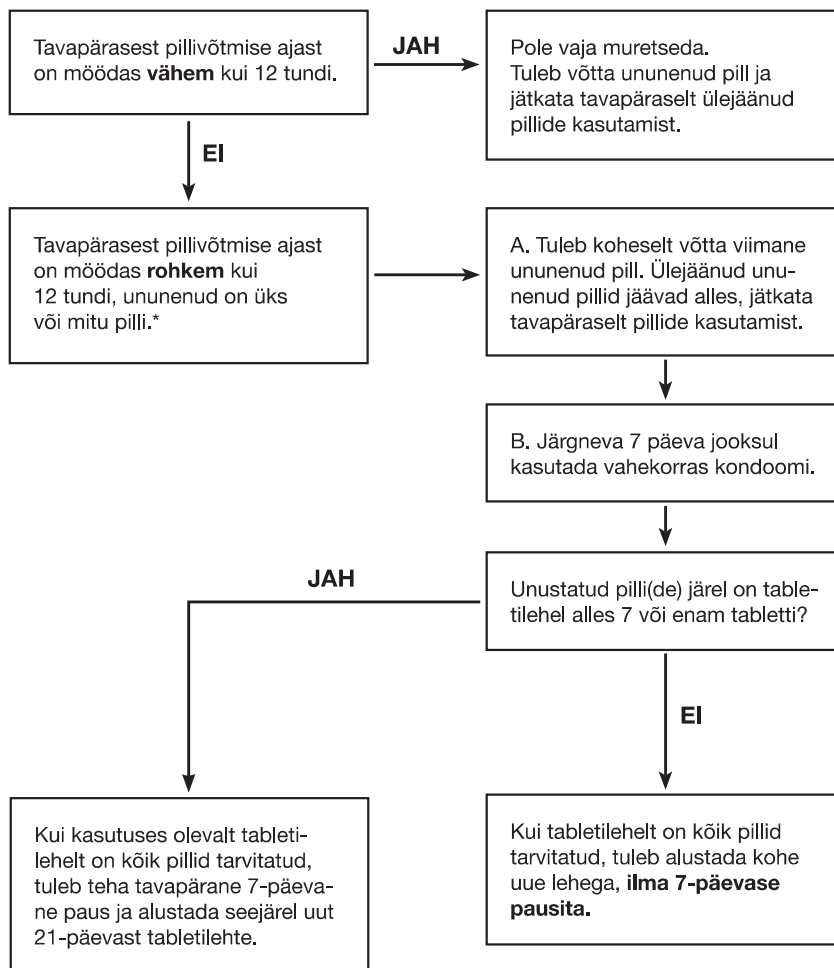 Tavapärasest pillivõtmise ajast
on möödas vähem kui 12 tundi.
JAH
Pole vaja muretseda.
Tuleb võtta ununenud pill ja
jätkata tavapäraselt ülejäänud
pillide kasutamist.
EI
Tavapärasest pillivõtmise ajast
on möödas rohkem kui
12 tundi, ununenud on üks
või mitu pilli.*
A. Tuleb koheselt võtta viimane
ununenud pill. Ülejäänud unu-
nenud pillid jäävad alles, jätkata
tavapäraselt pillide kasutamist.
B. Järgneva 7 päeva jooksul
kasutada vahekorras kondoomi.
Unustatud pilli(de) järel on table-
tilehel alles 7 või enam tabletti?
JAH
EI
Kui kasutuses olevalt tableti-
lehelt on kõik pillid tarvitatud,
tuleb teha tavapärane 7-päeva-
ne paus ja alustada seejärel uut
21-päevast tabletilehte.
Kui tabletilehelt on kõik pillid
tarvitatud, tuleb alustada kohe
uue lehega, ilma 7-päevase
pausita.